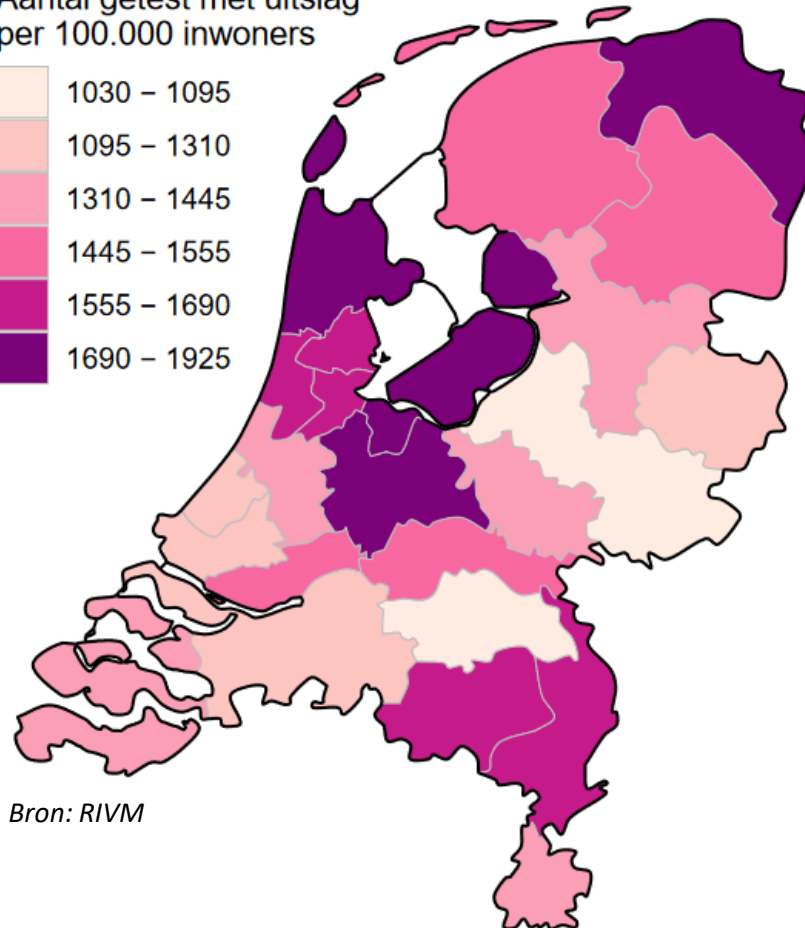 Aantal getest met uitslag
per 100.000 inwoners
1030 – 1095
1095 – 1310
1310 – 1445
1445 – 1555
1555 – 1690
1690 – 1925
Bron: RIVM